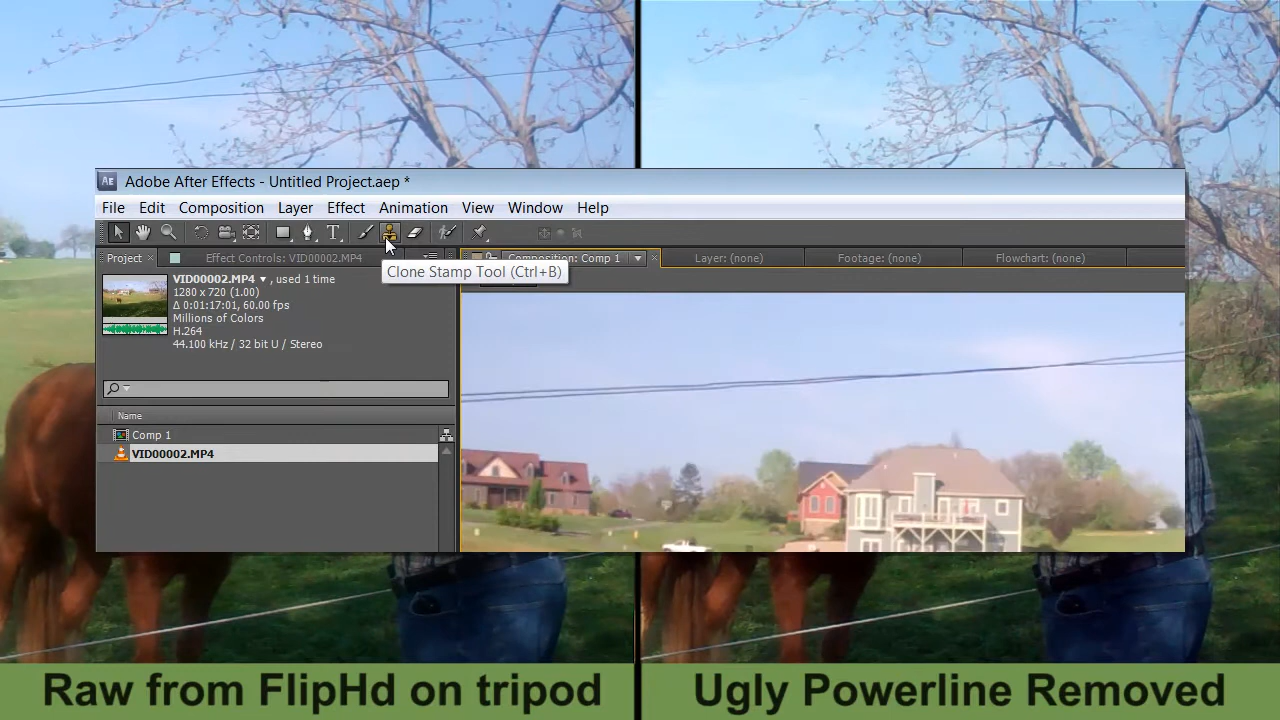 AE Adobe After Effects - Untitled Project.aep *
File Edit Composition Layer Effect Animation View Window Help
T
Project × Effect Controls: VID00002.MP4 Composition: Comp 1 × Layer: (none) Footage: (none) Flowchart: (none)
Clone Stamp Tool (Ctrl+B)
VID00002.MP4 ▼ , used 1 time
1280 x 720 (1.00)
Δ 0:01:17:01, 60.00 fps
Millions of Colors
H.264
44.100 kHz / 32 bit U / Stereo
Name
Comp 1
VID00002.MP4
Raw from FlipHd on tripod Ugly Powerline Removed